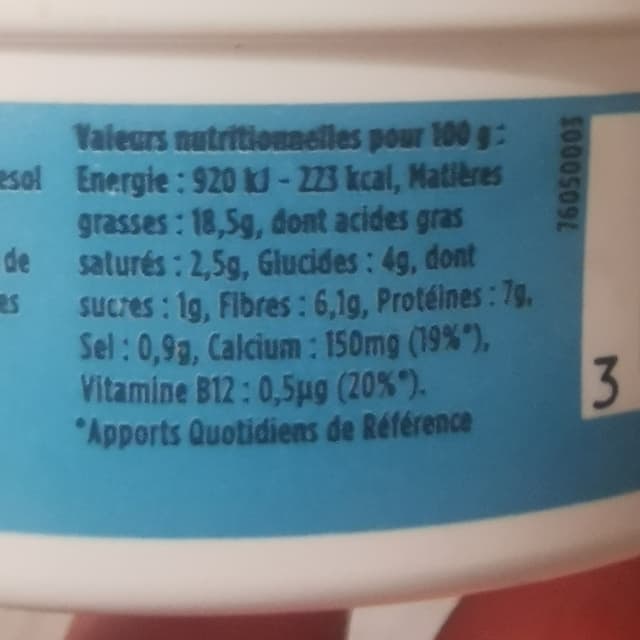 Valeurs nutritionnelles pour 100 g :
Energie : 920 kJ - 223 kcal, Matières
grasses : 18,5g, dont acides gras
saturés : 2,5g, Glucides : 4g, dont
sucres : 1g, Fibres : 6,1g, Protéines : 7g,
Sel : 0,9g, Calcium : 150mg (19%*),
Vitamine B12 : 0,5µg (20%*).
*Apports Quotidiens de Référence
esol
de
es
76050003
3